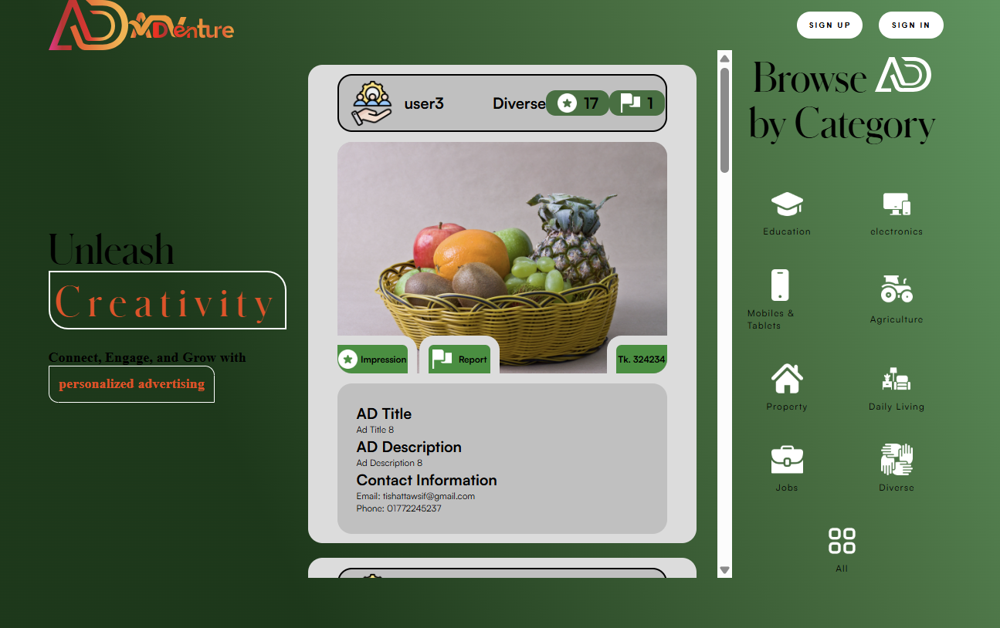 ADVenture
SIGN UP
SIGN IN
Unleash
Creativity
Connect, Engage, and Grow with
personalized advertising
user3 Diverse 17 1
Impression Report Tk. 324234
AD Title
Ad Title 8
AD Description
Ad Description 8
Contact Information
Email: tishattawsif@gmail.com
Phone: 01772245237
Browse AD
by Category
Education
electronics
Mobiles &
Tablets
Agriculture
Property
Daily Living
Jobs
Diverse
All